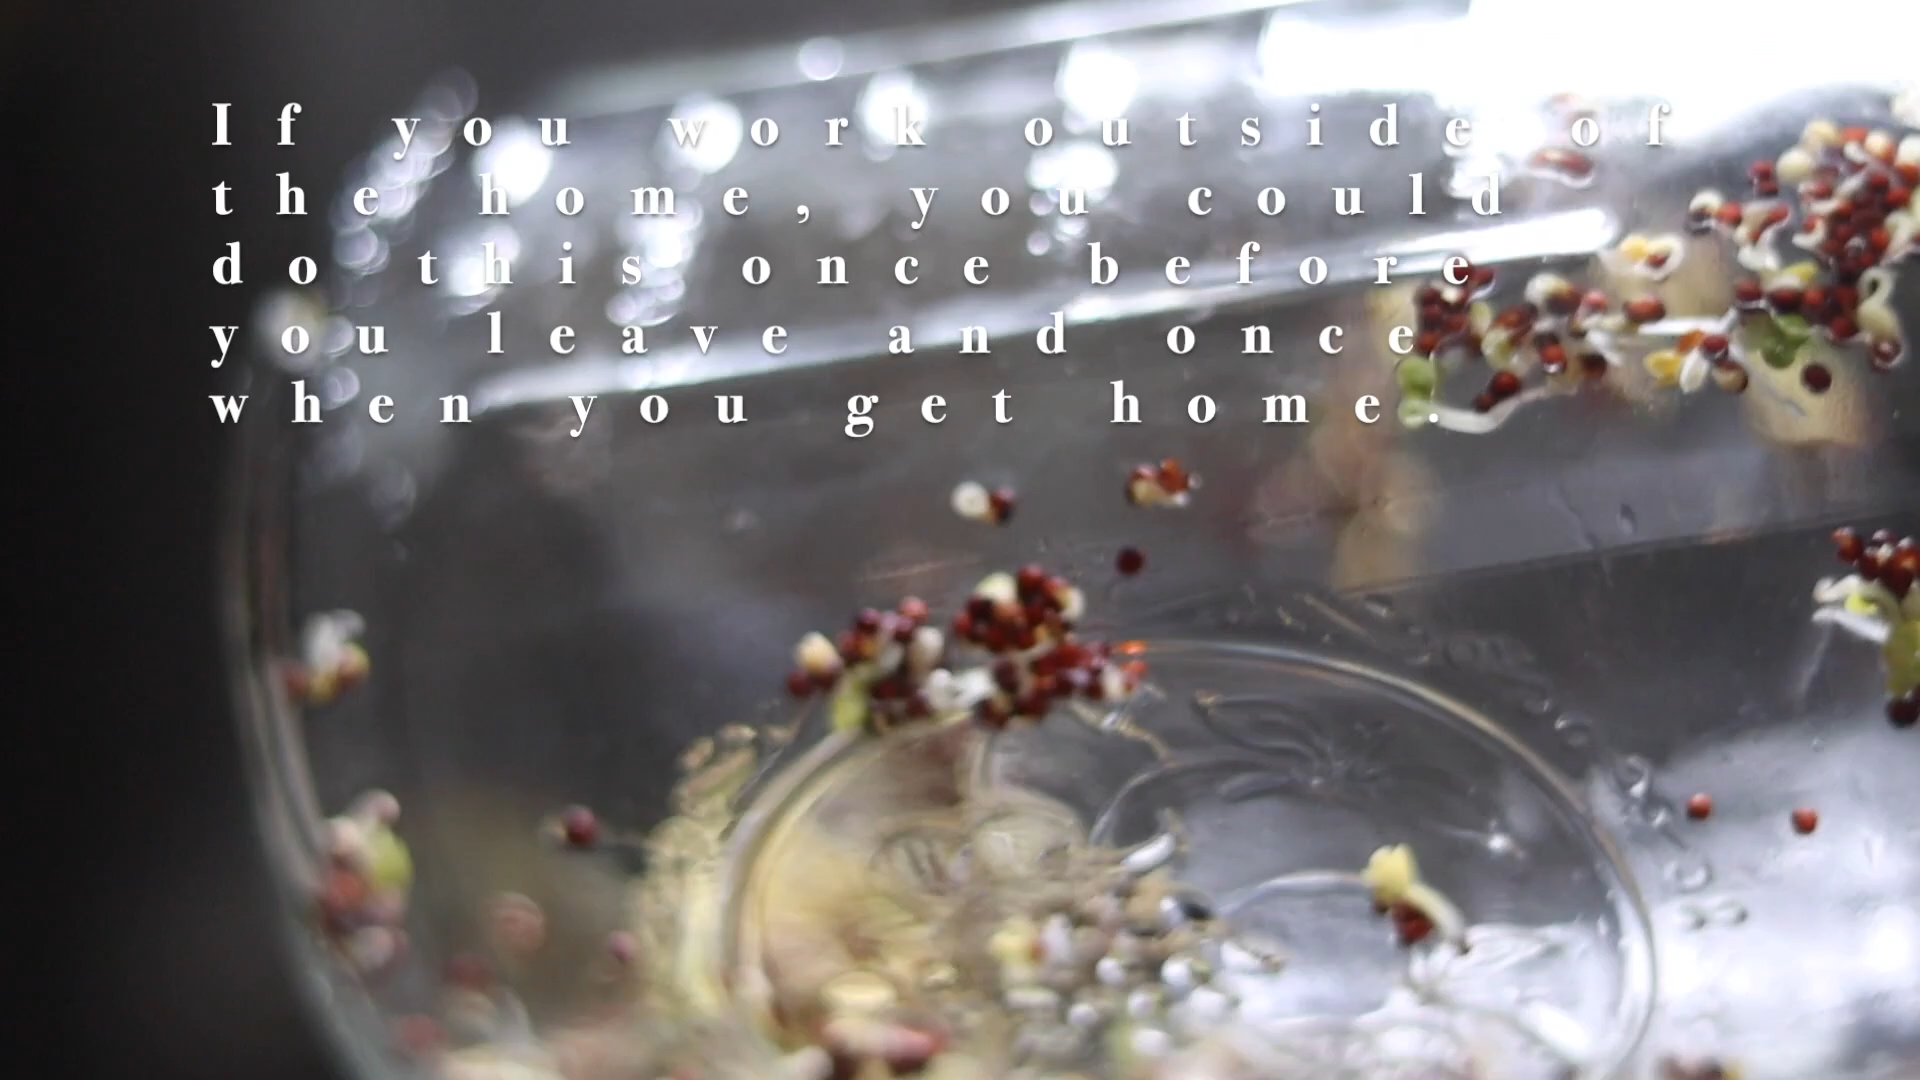 If you work outside of
the home, you could
do this once before
you leave and once
when you get home.